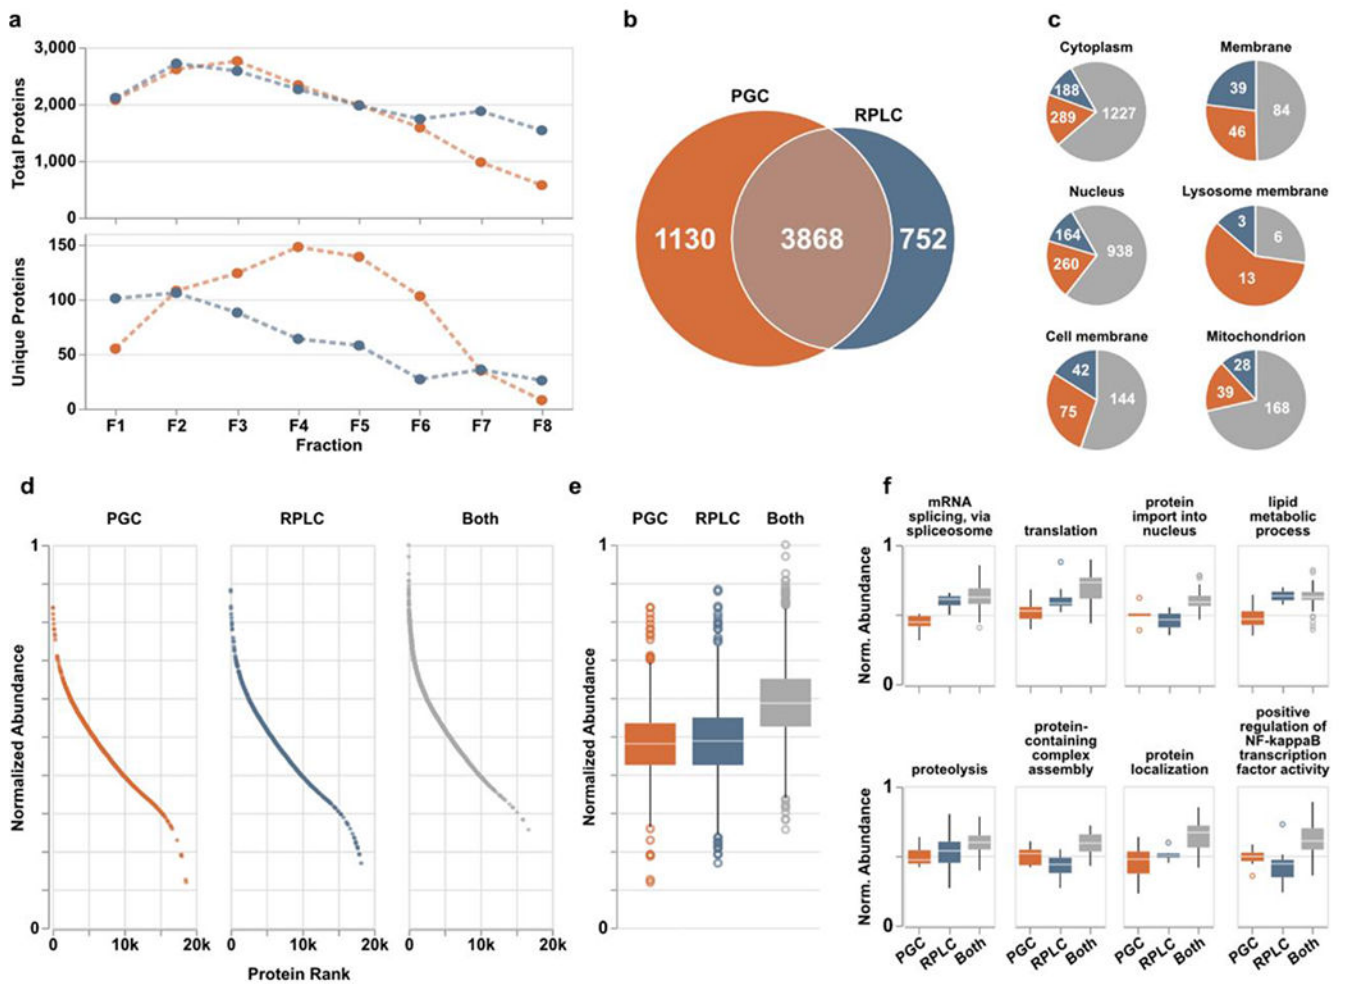 a
3,000
2,000
1,000
0
Total Proteins
150
100
50
0
Unique Proteins
F1 F2 F3 F4 F5 F6 F7 F8
Fraction
b
PGC
RPLC
1130 3868 752
c
Cytoplasm
188
289
1227
Membrane
39
46
84
Nucleus
164
260
938
Lysosome membrane
3
6
13
Cell membrane
42
75
144
Mitochondrion
28
39
168
d
PGC RPLC Both
1
0
Normalized Abundance
0 10k 20k
0 10k 20k
0 10k 20k
Protein Rank
e
PGC RPLC Both
1
0
Normalized Abundance
f
mRNA
splicing, via
spliceosome
translation
protein
import into
nucleus
lipid
metabolic
process
1
0
Norm. Abundance
proteolysis
protein-
containing
complex
assembly
protein
localization
positive
regulation of
NF-kappaB
transcription
factor activity
1
0
Norm. Abundance
PGC RPLC Both
PGC RPLC Both
PGC RPLC Both
PGC RPLC Both